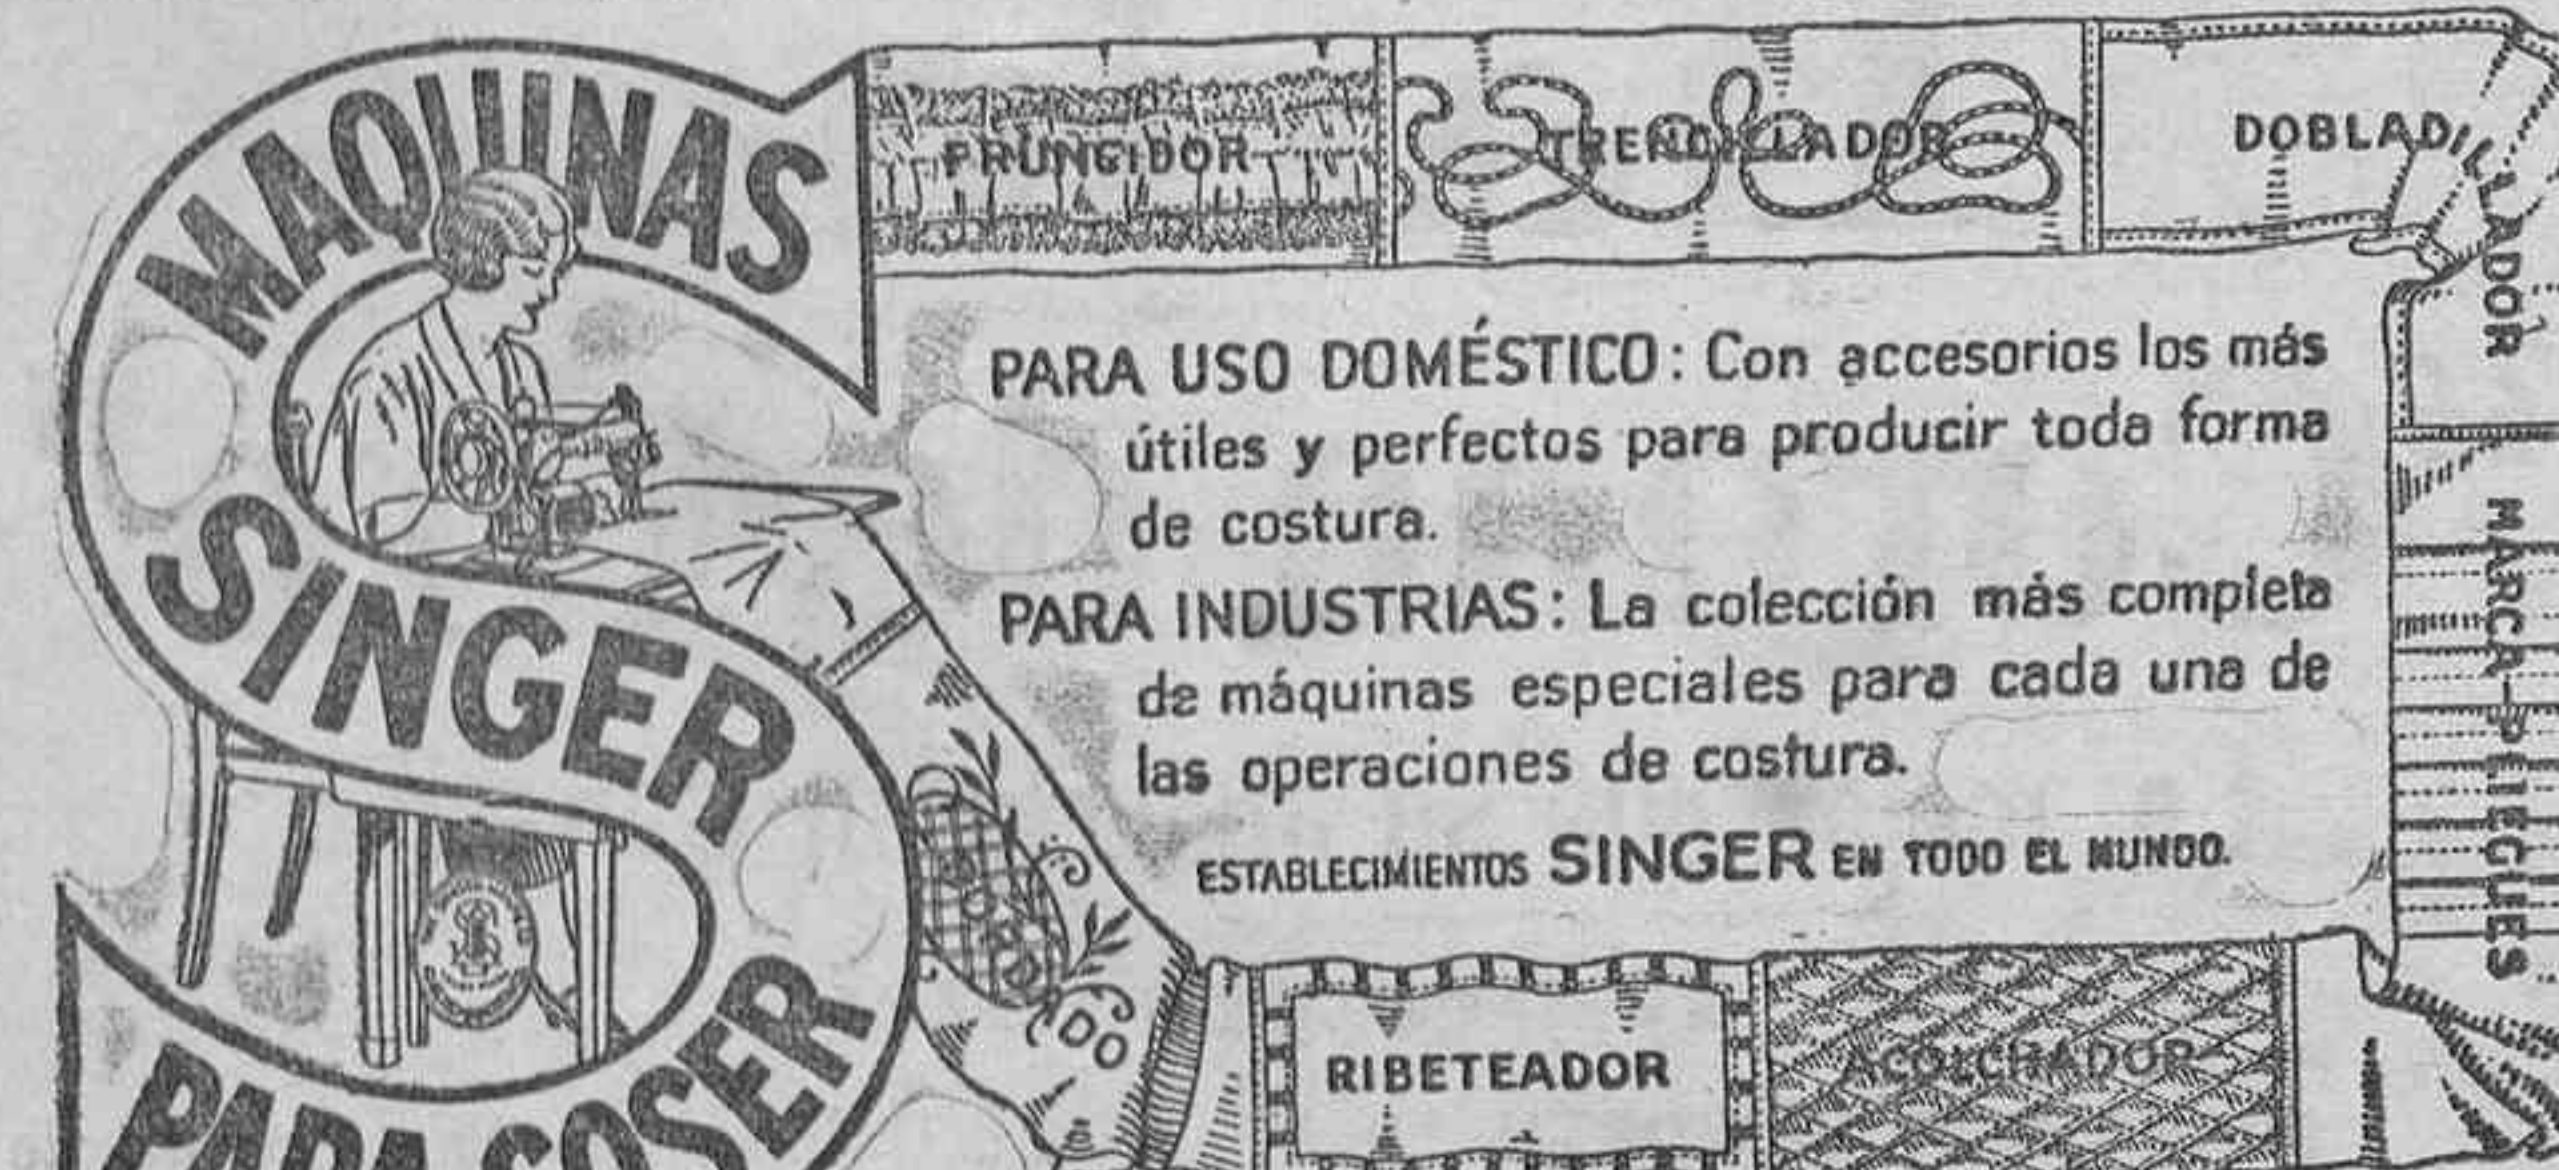 MAQUINAS
SINGER
PARA COSER
FRUNCIDOR
TRENCILLADOR
DOBLADILLADOR
MARCA-PLIEGUES
PARA USO DOMÉSTICO: Con accesorios los más
útiles y perfectos para producir toda forma
de costura.
PARA INDUSTRIAS: La colección más completa
de máquinas especiales para cada una de
las operaciones de costura.
ESTABLECIMIENTOS SINGER EN TODO EL MUNDO.
BORDADO
RIBETEADOR
ACOLCHADOR